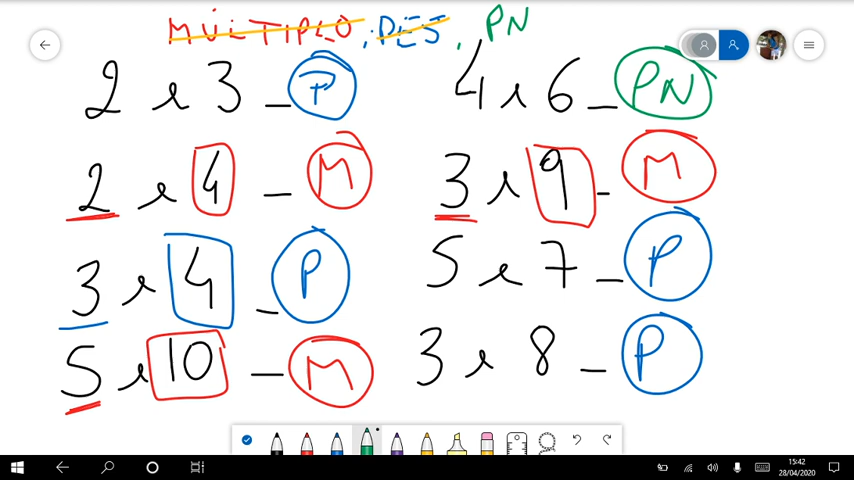 MÚLTIPLO ; PES . PN
2 e 3 _ P
4 e 6 _ PN
2 e 4 _ M
3 e 9 - M
3 e 4 _ P
5 e 7 _ P
5 e 10 _ M
3 e 8 _ P
15:42
28/04/2020